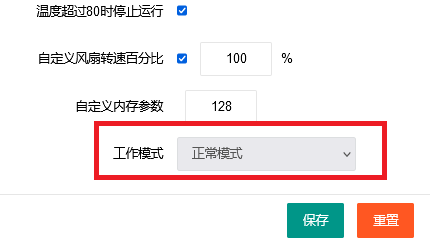 温度超过80时停止运行
自定义风扇转速百分比 100 %
自定义内存参数 128
工作模式 正常模式
保存 重置